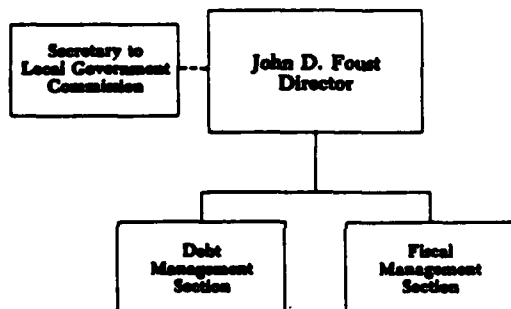 Secretary to
Local Government
Commission
John D. Foust
Director
Debt
Management
Section
Fiscal
Management
Section